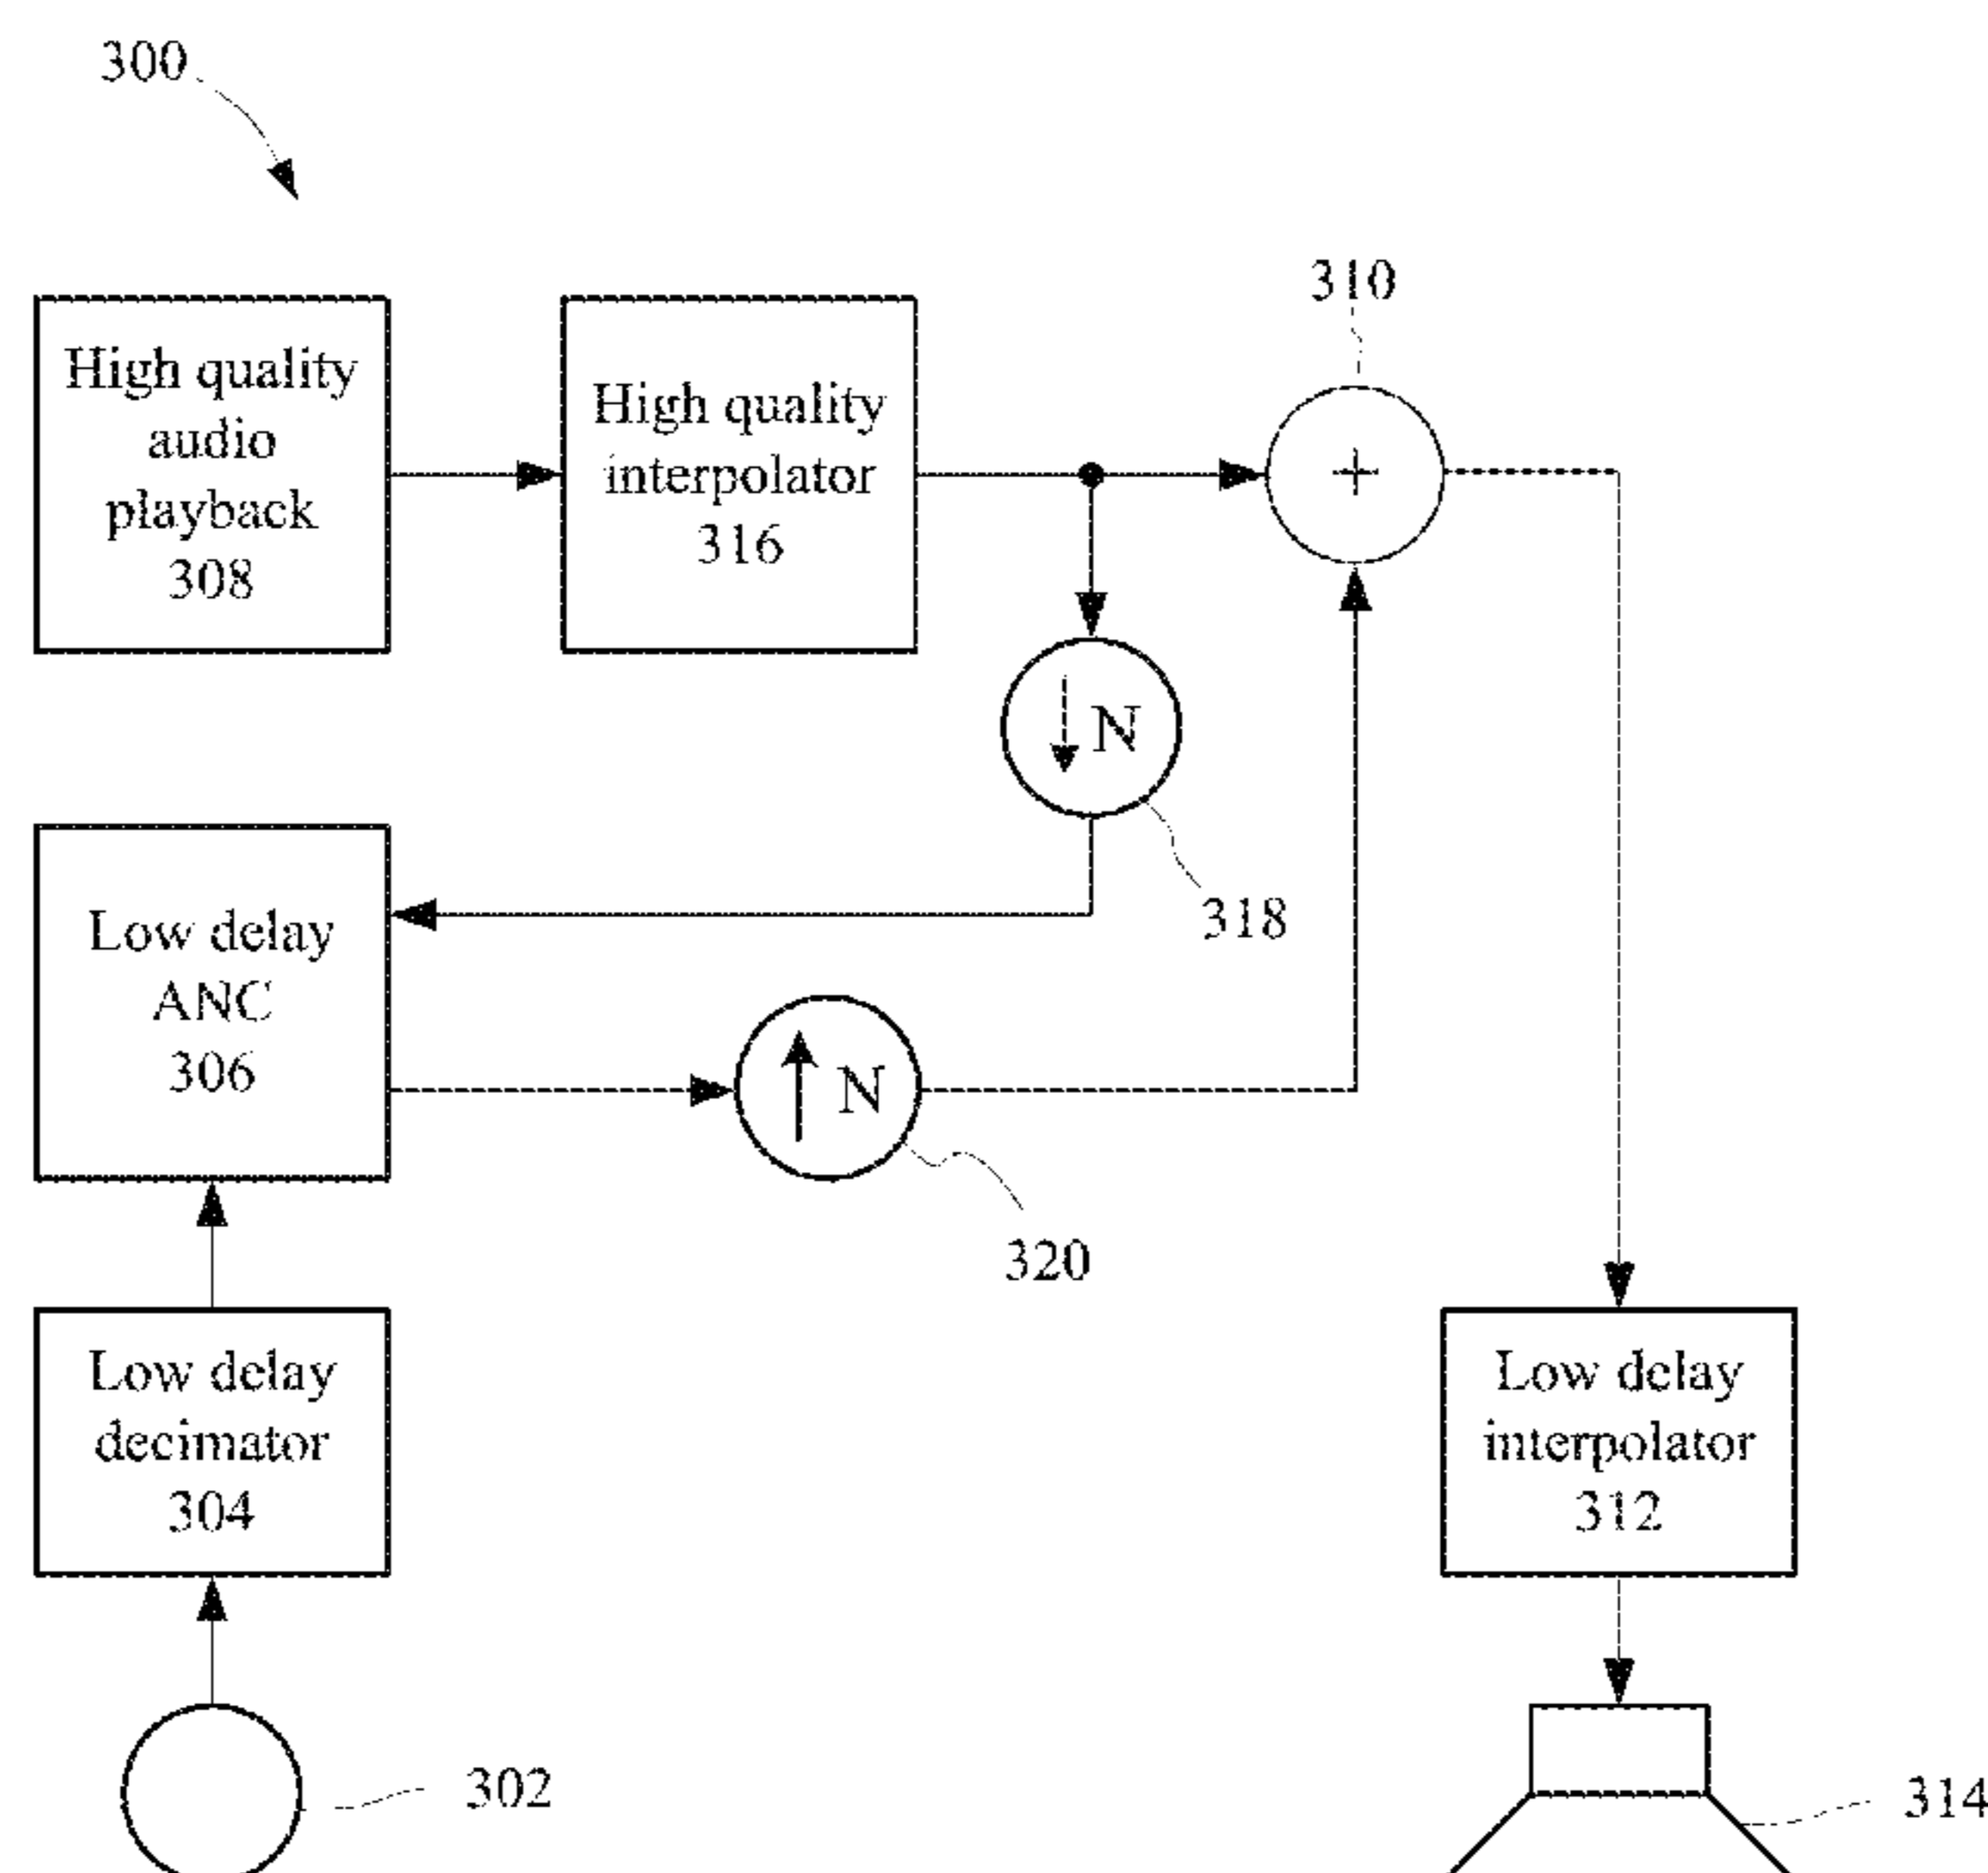 300
310
High quality
audio
playback
308
High quality
interpolator
316
+
N
318
Low delay
ANC
306
N
320
Low delay
decimator
304
Low delay
interpolator
312
302
314